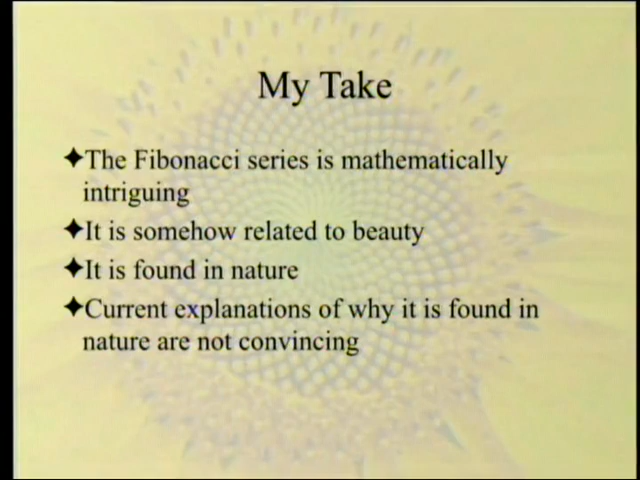 My Take
✦The Fibonacci series is mathematically
intriguing
✦It is somehow related to beauty
✦It is found in nature
✦Current explanations of why it is found in
nature are not convincing